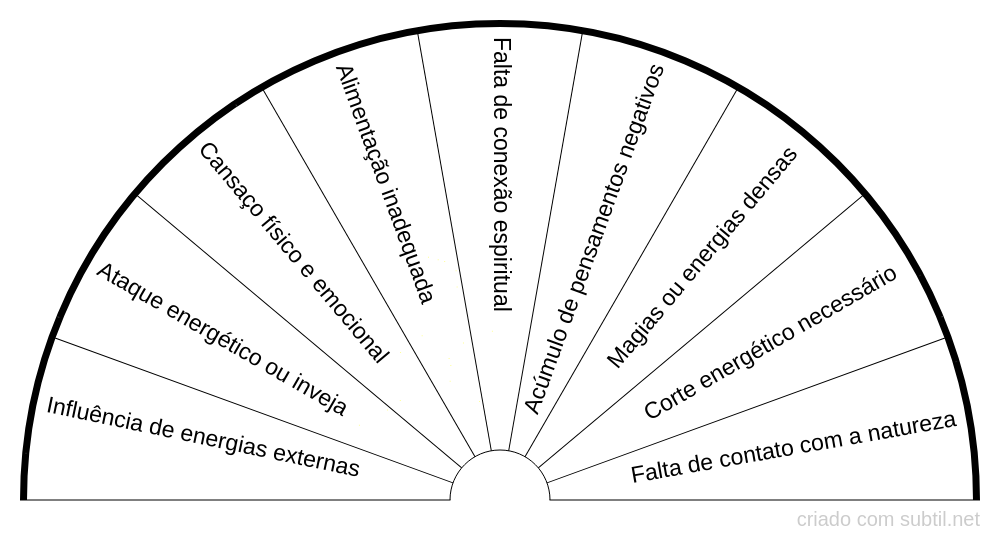 Influência de energias externas
Ataque energético ou inveja
Cansaço físico e emocional
Alimentação inadequada
Falta de conexão espiritual
Acúmulo de pensamentos negativos
Magias ou energias densas
Corte energético necessário
Falta de contato com a natureza
criado com subtil.net